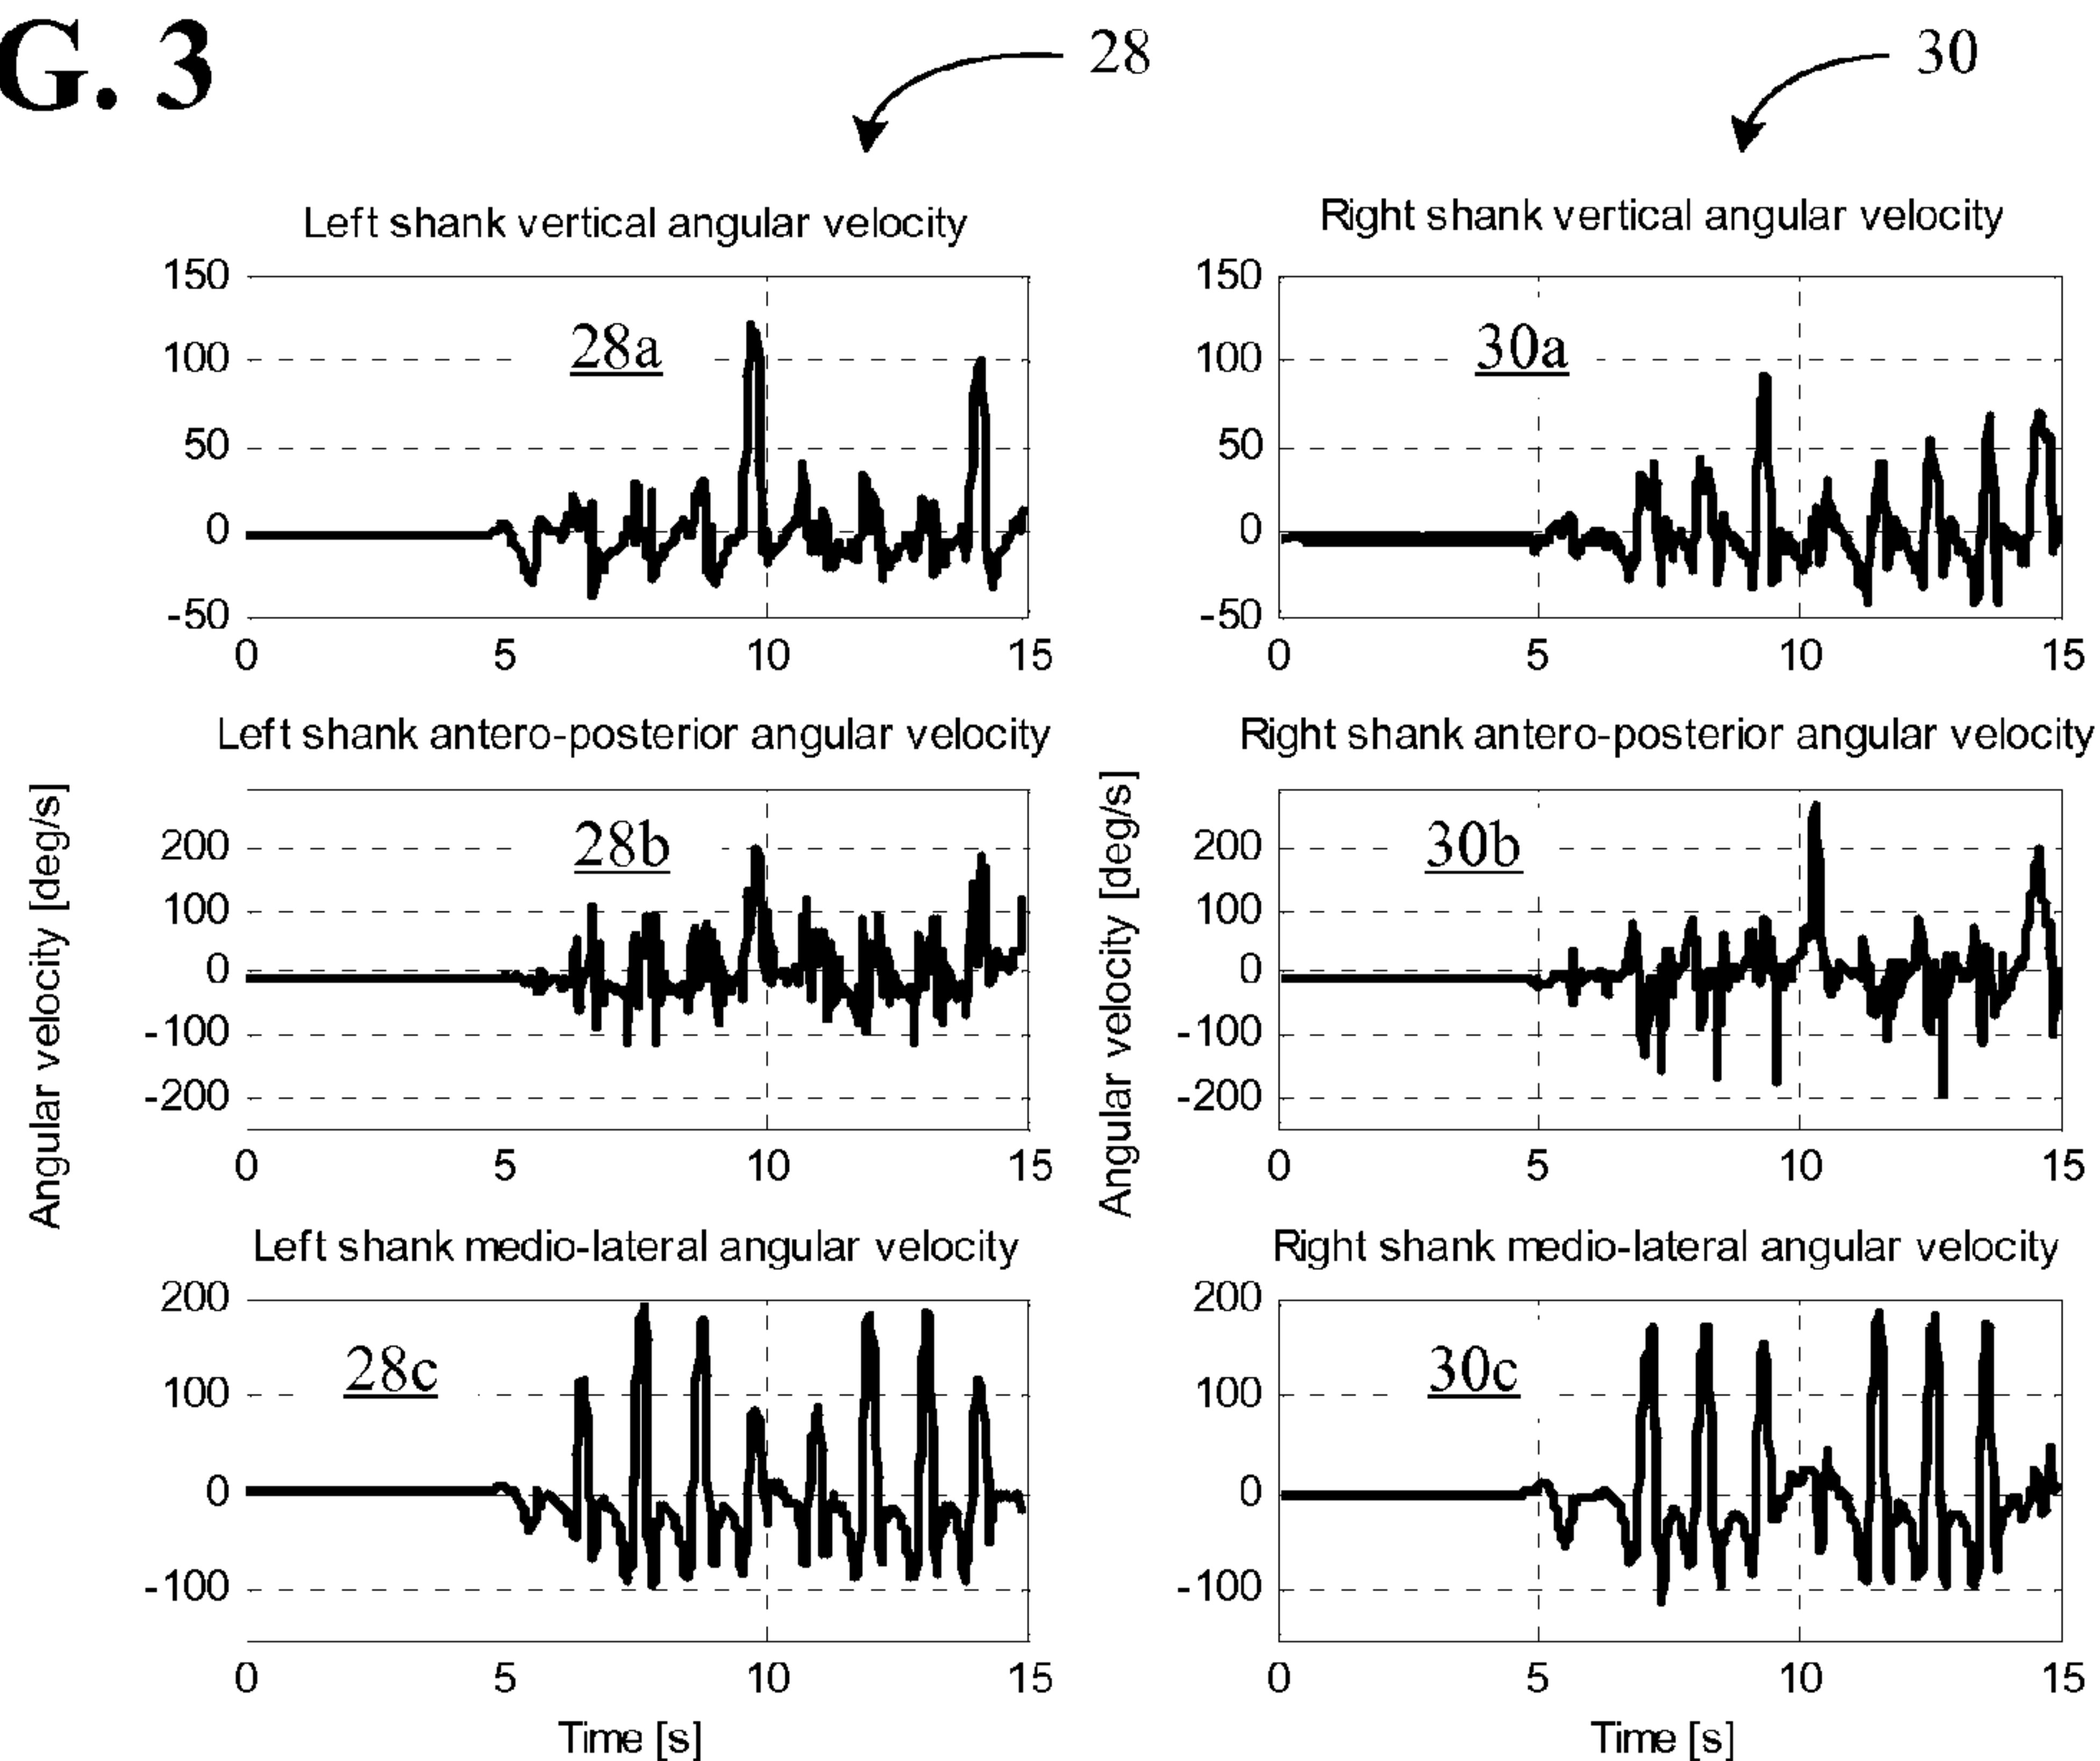 G. 3
28
30
Left shank vertical angular velocity
150
100
50
0
-50
28a
0 5 10 15
Right shank vertical angular velocity
150
100
50
0
-50
30a
0 5 10 15
Left shank antero-posterior angular velocity
Angular velocity [deg/s]
200
100
0
-100
-200
28b
0 5 10 15
Right shank antero-posterior angular velocity
Angular velocity [deg/s]
200
100
0
-100
-200
30b
0 5 10 15
Left shank medio-lateral angular velocity
200
100
0
-100
28c
0 5 10 15
Time [s]
Right shank medio-lateral angular velocity
200
100
0
-100
30c
0 5 10 15
Time [s]